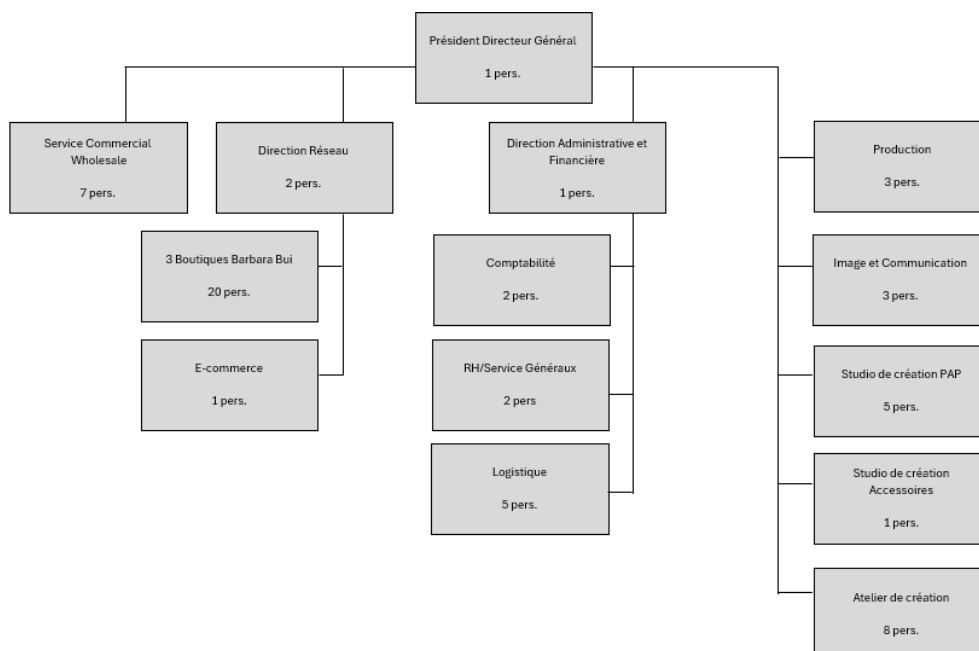 Président Directeur Général
1 pers.
Service Commercial
Wholesale
7 pers.
Direction Réseau
2 pers.
Direction Administrative et
Financière
1 pers.
Production
3 pers.
3 Boutiques Barbara Bui
20 pers.
Comptabilité
2 pers.
Image et Communication
3 pers.
E-commerce
1 pers.
RH/Service Généraux
2 pers
Studio de création PAP
5 pers.
Logistique
5 pers.
Studio de création
Accessoires
1 pers.
Atelier de création
8 pers.